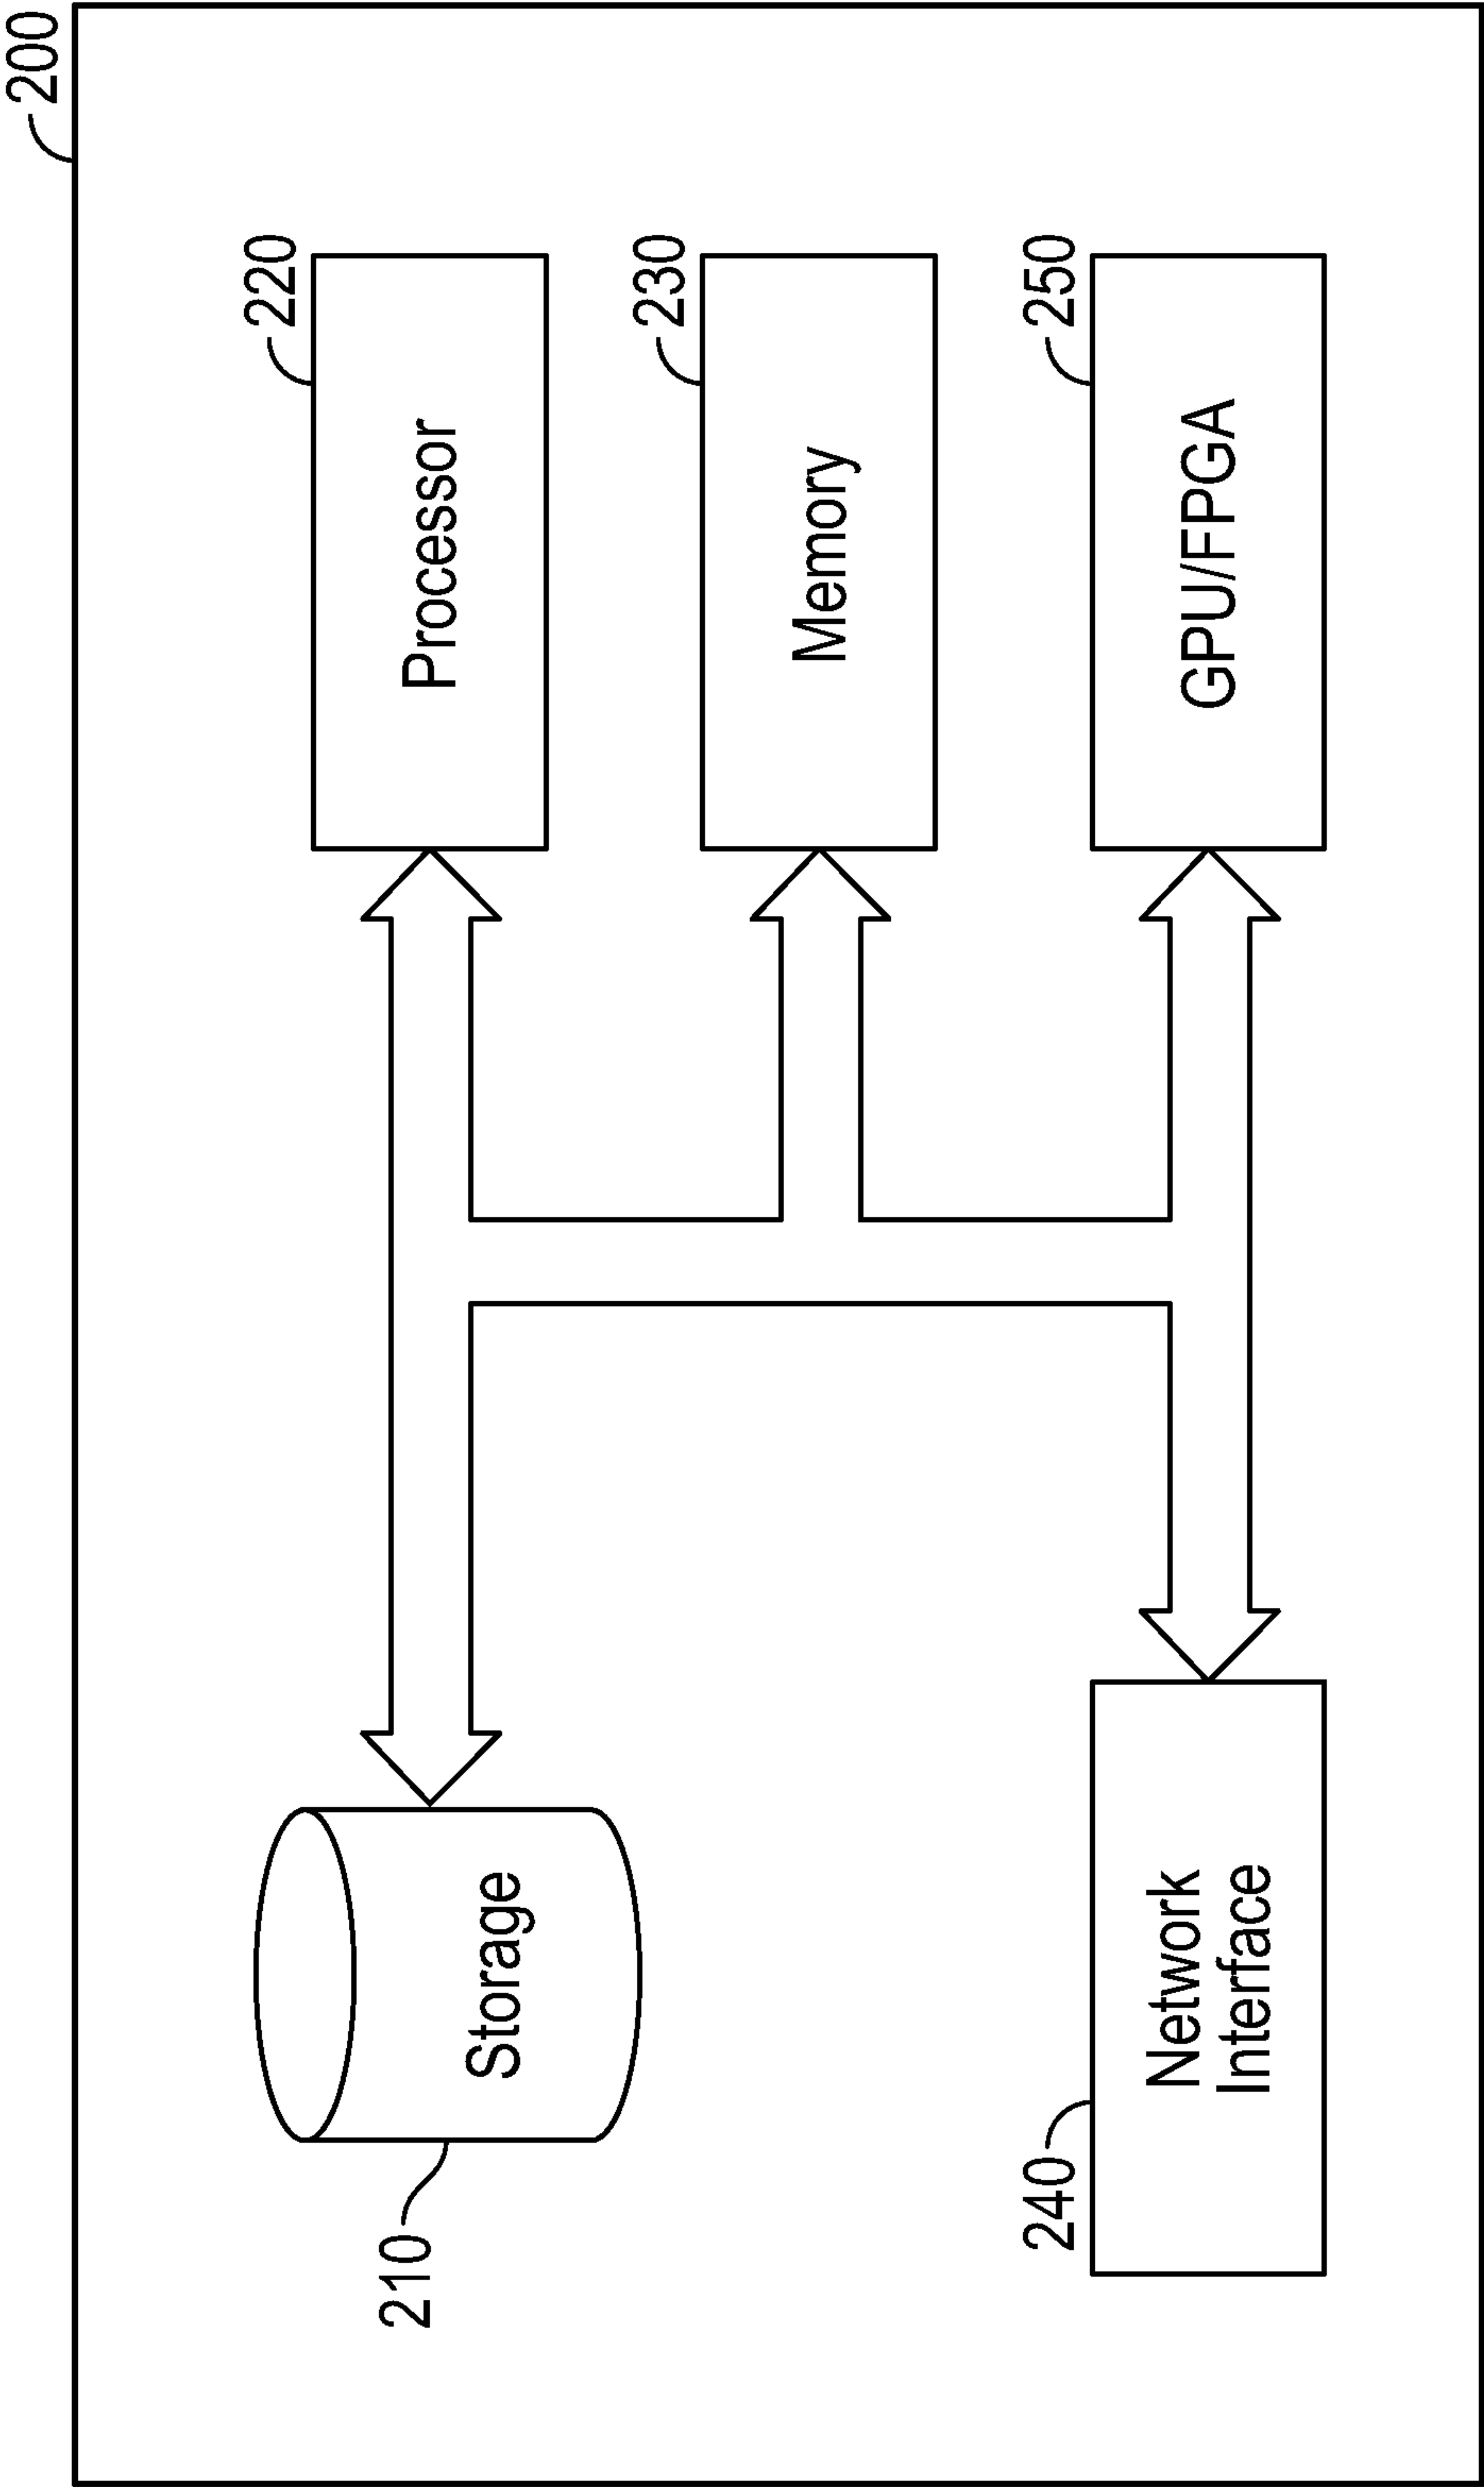 200
220
Processor
210
Storage
230
Memory
240
Network
Interface
250
GPU/FPGA